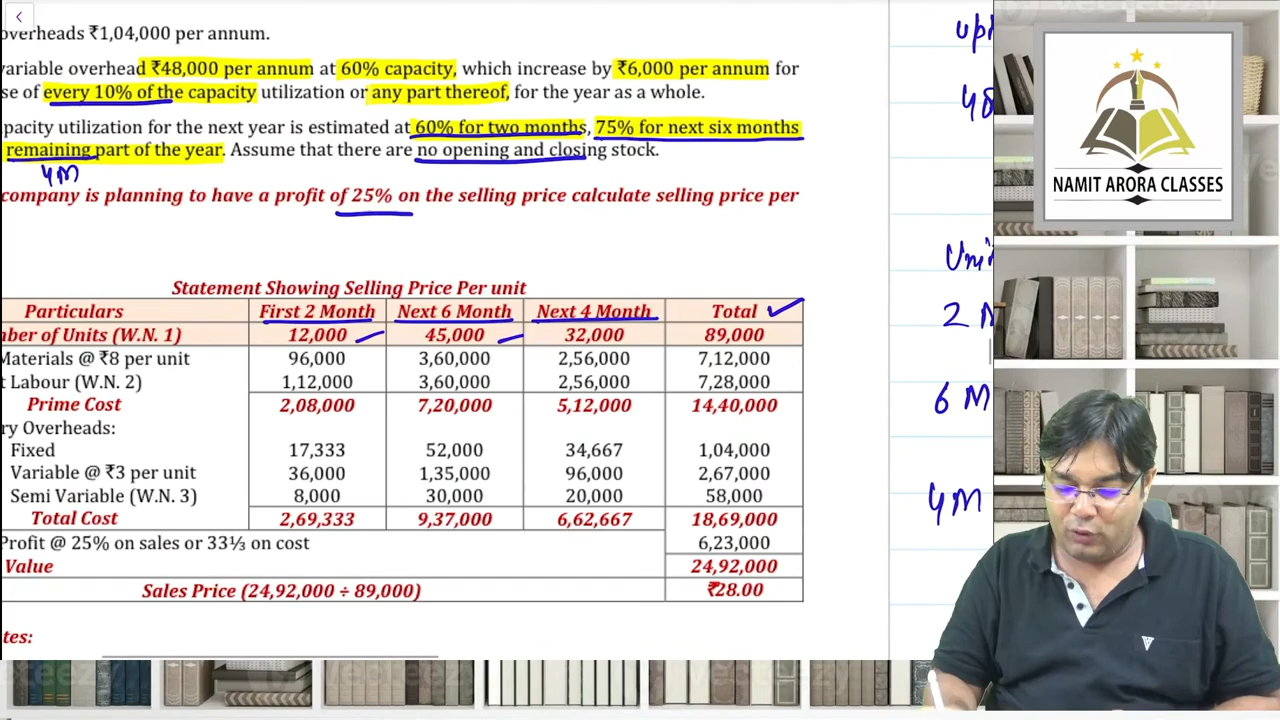 overheads ₹1,04,000 per annum.
variable overhead ₹48,000 per annum at 60% capacity, which increase by ₹6,000 per annum for
se of every 10% of the capacity utilization or any part thereof, for the year as a whole.
pacity utilization for the next year is estimated at 60% for two months, 75% for next six months
remaining part of the year. Assume that there are no opening and closing stock.
4M
company is planning to have a profit of 25% on the selling price calculate selling price per
Statement Showing Selling Price Per unit
Particulars First 2 Month Next 6 Month Next 4 Month Total
ber of Units (W.N. 1) 12,000 45,000 32,000 89,000
Materials @ ₹8 per unit 96,000 3,60,000 2,56,000 7,12,000
t Labour (W.N. 2) 1,12,000 3,60,000 2,56,000 7,28,000
Prime Cost 2,08,000 7,20,000 5,12,000 14,40,000
ry Overheads:
Fixed 17,333 52,000 34,667 1,04,000
Variable @ ₹3 per unit 36,000 1,35,000 96,000 2,67,000
Semi Variable (W.N. 3) 8,000 30,000 20,000 58,000
Total Cost 2,69,333 9,37,000 6,62,667 18,69,000
Profit @ 25% on sales or 33⅓ on cost 6,23,000
Value 24,92,000
Sales Price (24,92,000 ÷ 89,000) ₹28.00
tes:
48
Uni
2 M
6 M
4M
NAMIT ARORA CLASSES